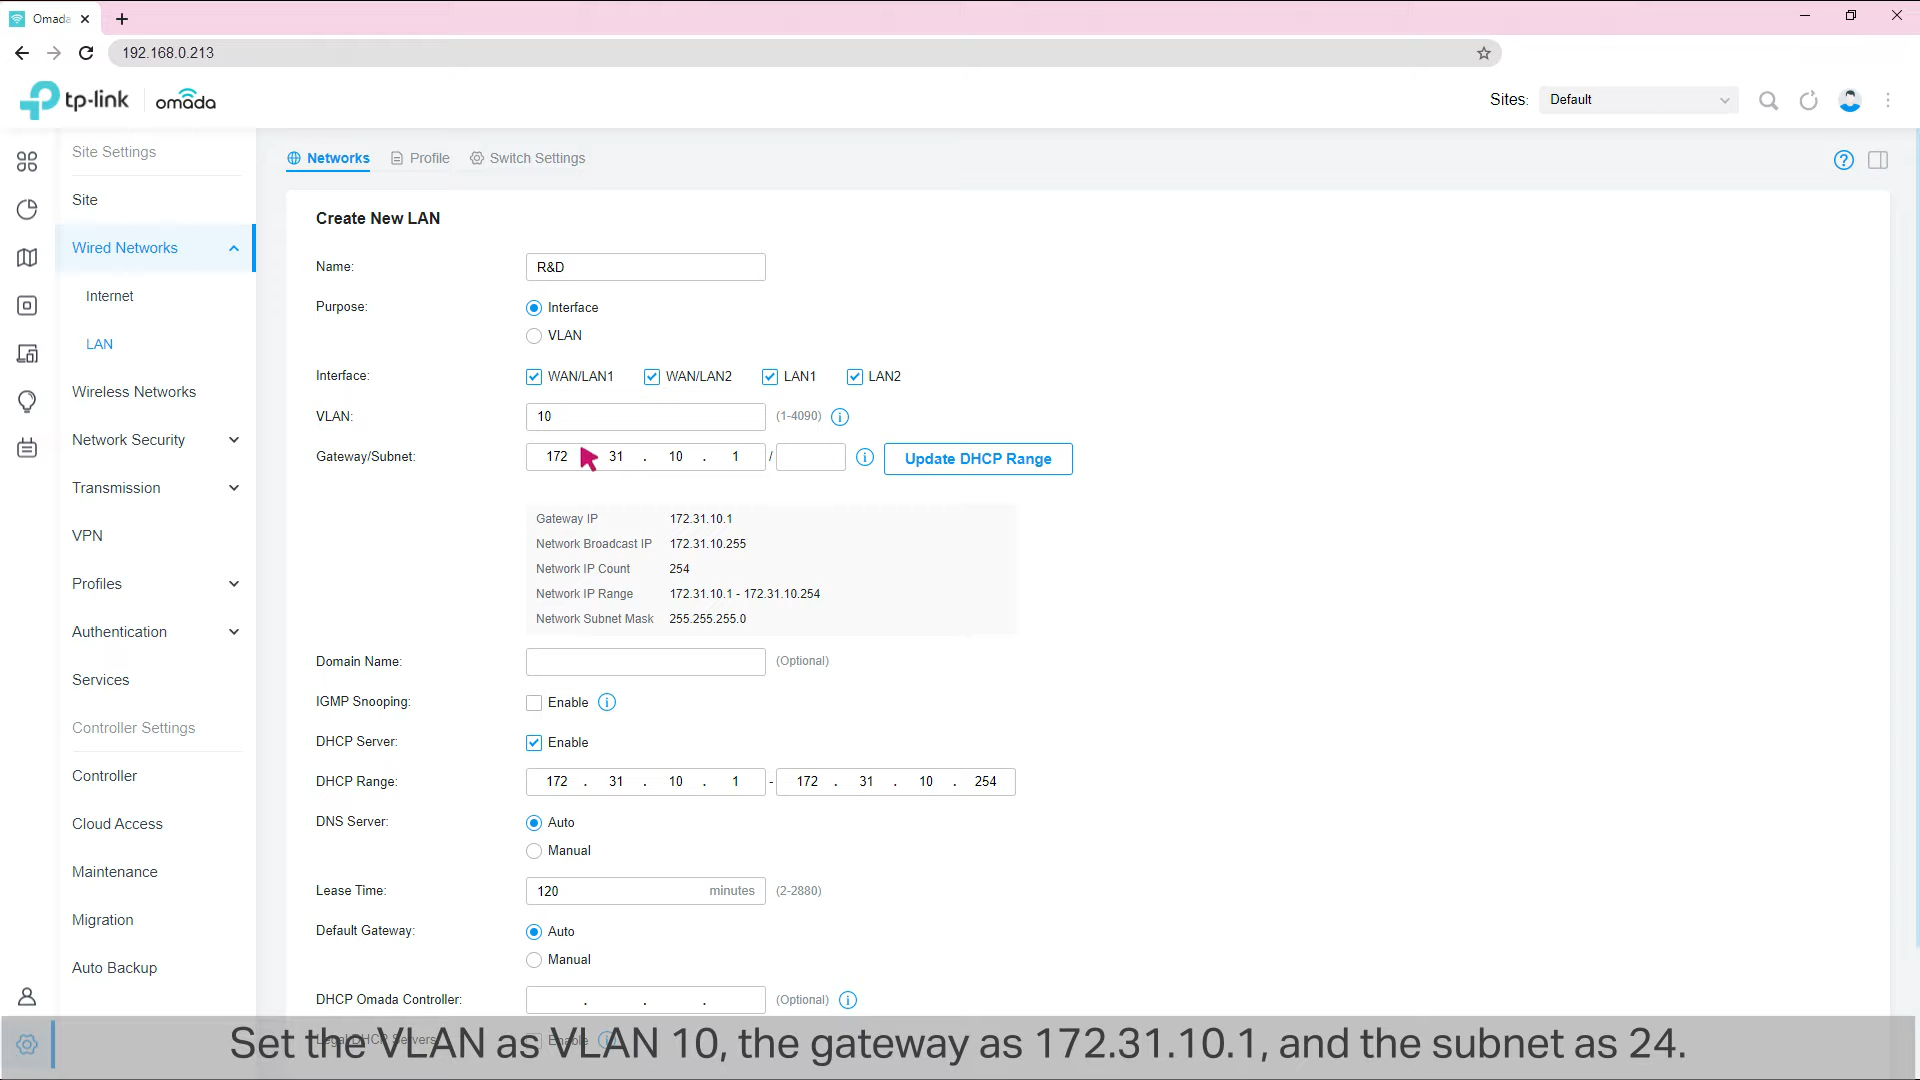 Omada
192.168.0.213
tp-link omada
Sites: Default
Site Settings
Site
Wired Networks
Internet
LAN
Wireless Networks
Network Security
Transmission
VPN
Profiles
Authentication
Services
Controller Settings
Controller
Cloud Access
Maintenance
Migration
Auto Backup
Networks Profile Switch Settings
Create New LAN
Name: R&D
Purpose: Interface
VLAN
Interface: WAN/LAN1 WAN/LAN2 LAN1 LAN2
VLAN: 10 (1-4090)
Gateway/Subnet: 172 31 . 10 . 1 / Update DHCP Range
Gateway IP 172.31.10.1
Network Broadcast IP 172.31.10.255
Network IP Count 254
Network IP Range 172.31.10.1 - 172.31.10.254
Network Subnet Mask 255.255.255.0
Domain Name: (Optional)
IGMP Snooping: Enable
DHCP Server: Enable
DHCP Range: 172 . 31 . 10 . 1 - 172 . 31 . 10 . 254
DNS Server: Auto
Manual
Lease Time: 120 minutes (2-2880)
Default Gateway: Auto
Manual
DHCP Omada Controller: . . . (Optional)
Legal DHCP Servers Enable
Set the VLAN as VLAN 10, the gateway as 172.31.10.1, and the subnet as 24.